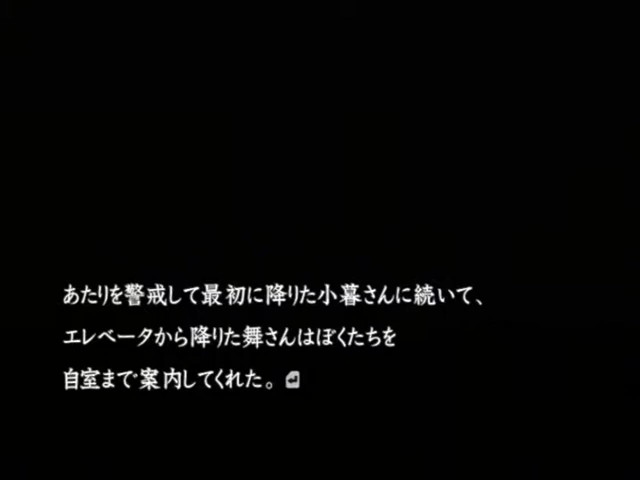 あたりを警戒して最初に降りた小暮さんに続いて、
エレベータから降りた舞さんはぼくたちを
自室まで案内してくれた。